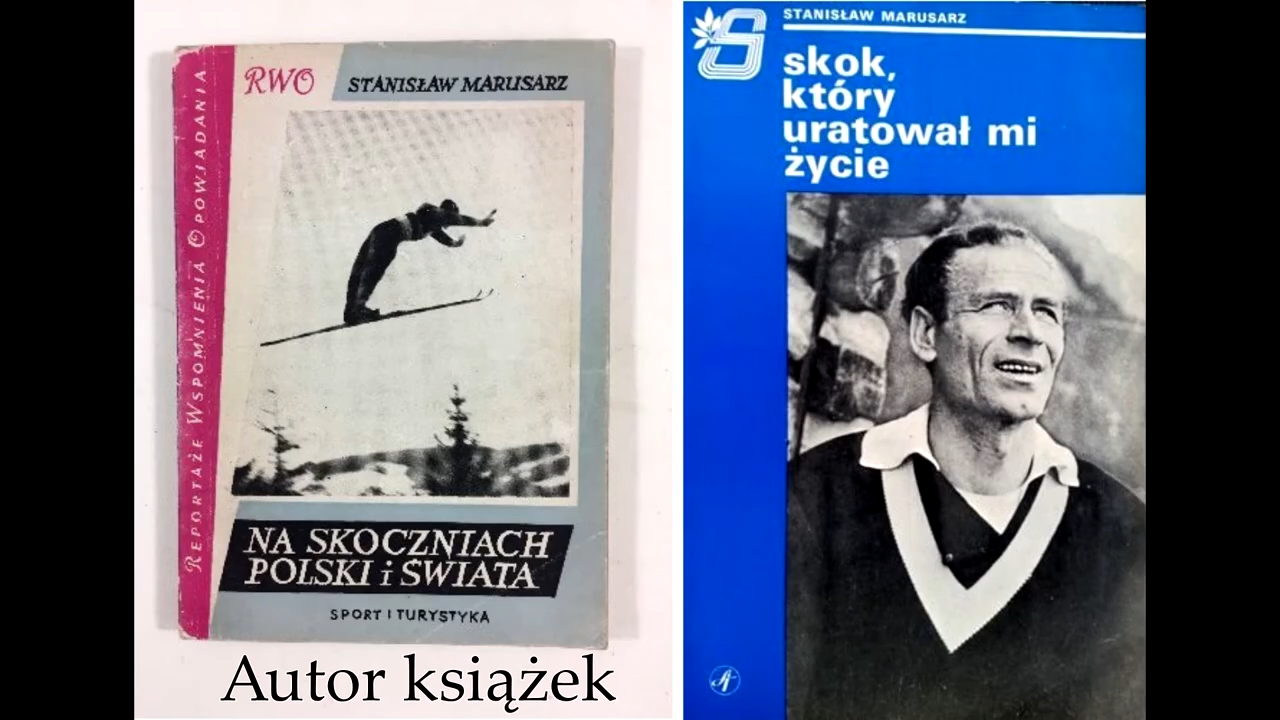 RWO
STANISŁAW MARUSARZ
REPORTAŻE WSPOMNIENIA OPOWIADANIA
NA SKOCZNIACH
POLSKI i ŚWIATA
SPORT I TURYSTYKA
Autor książek
STANISŁAW MARUSARZ
skok,
który
uratował mi
życie